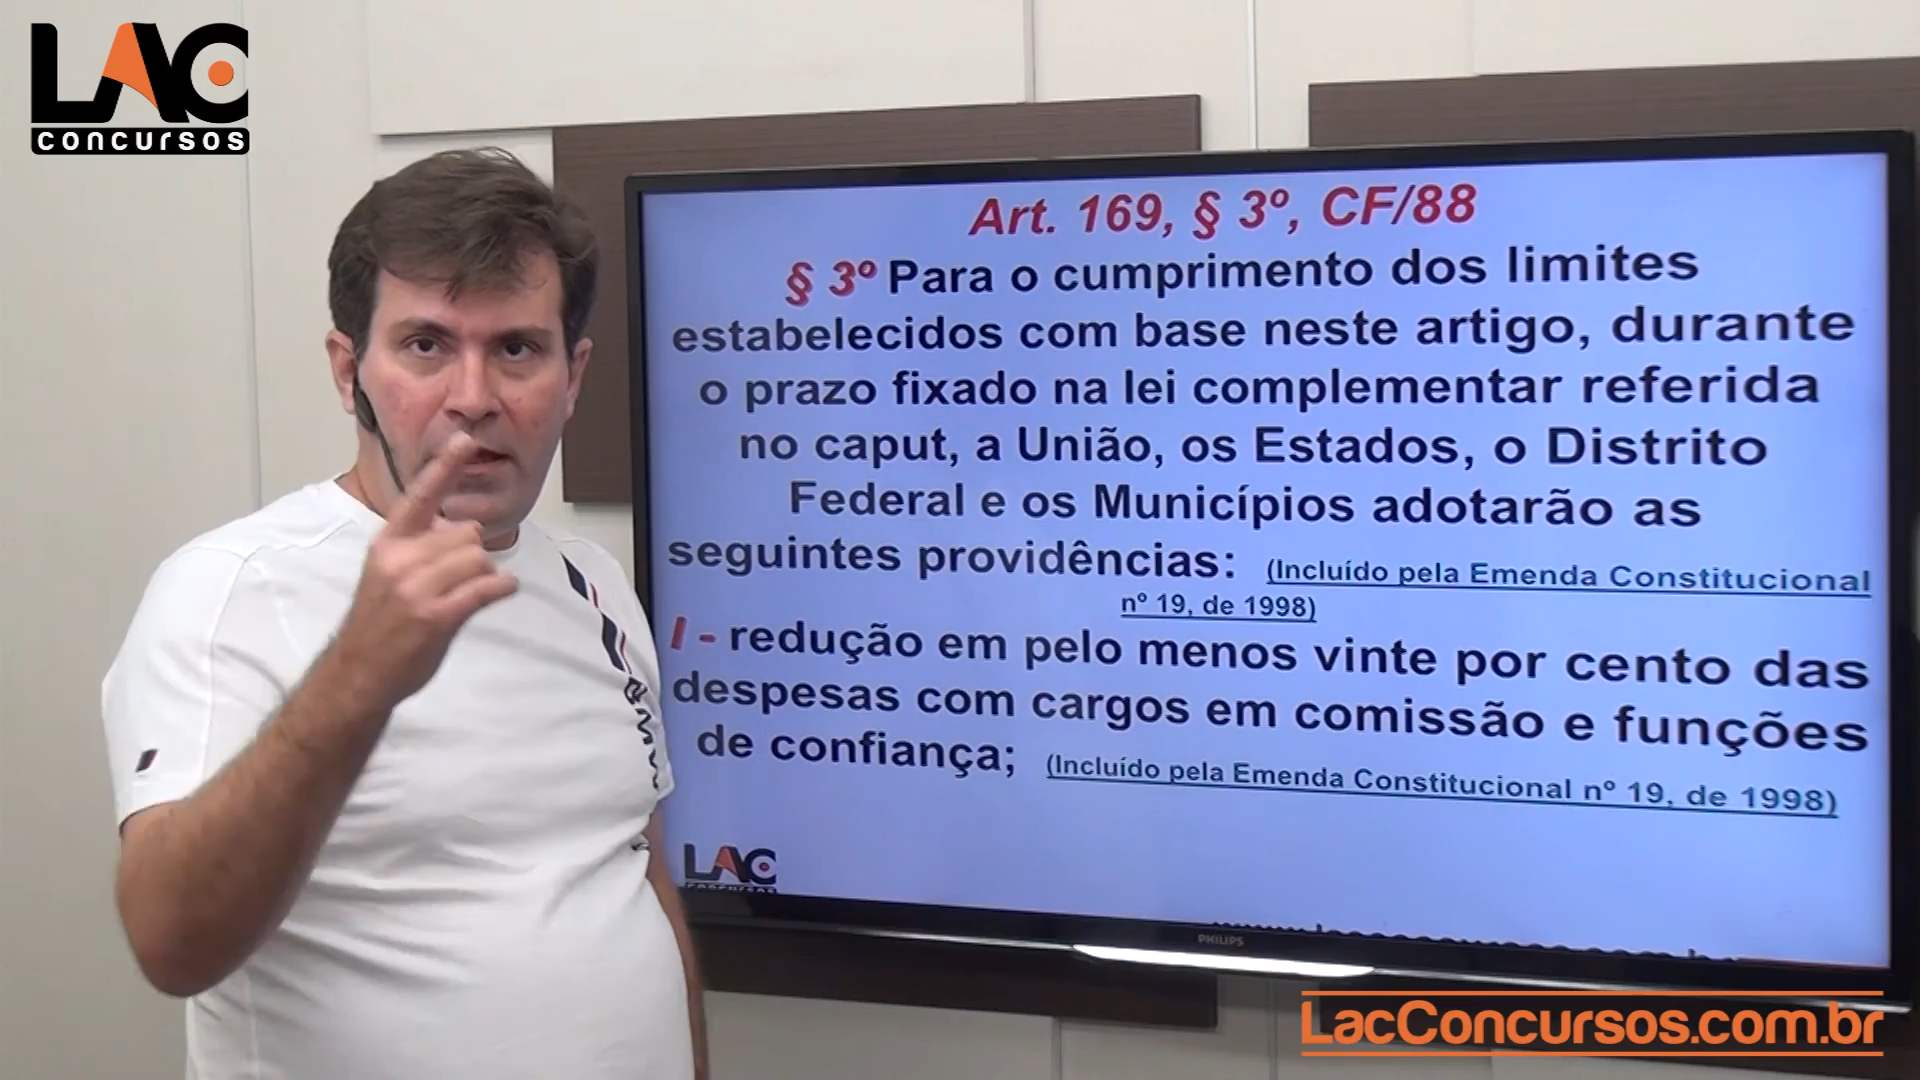 LAC
concursos
Art. 169, § 3º, CF/88
§ 3º Para o cumprimento dos limites
estabelecidos com base neste artigo, durante
o prazo fixado na lei complementar referida
no caput, a União, os Estados, o Distrito
Federal e os Municípios adotarão as
seguintes providências: (Incluído pela Emenda Constitucional
nº 19, de 1998)
I - redução em pelo menos vinte por cento das
despesas com cargos em comissão e funções
de confiança; (Incluído pela Emenda Constitucional nº 19, de 1998)
LAC
CONCURSOS
PHILIPS
LacConcursos.com.br